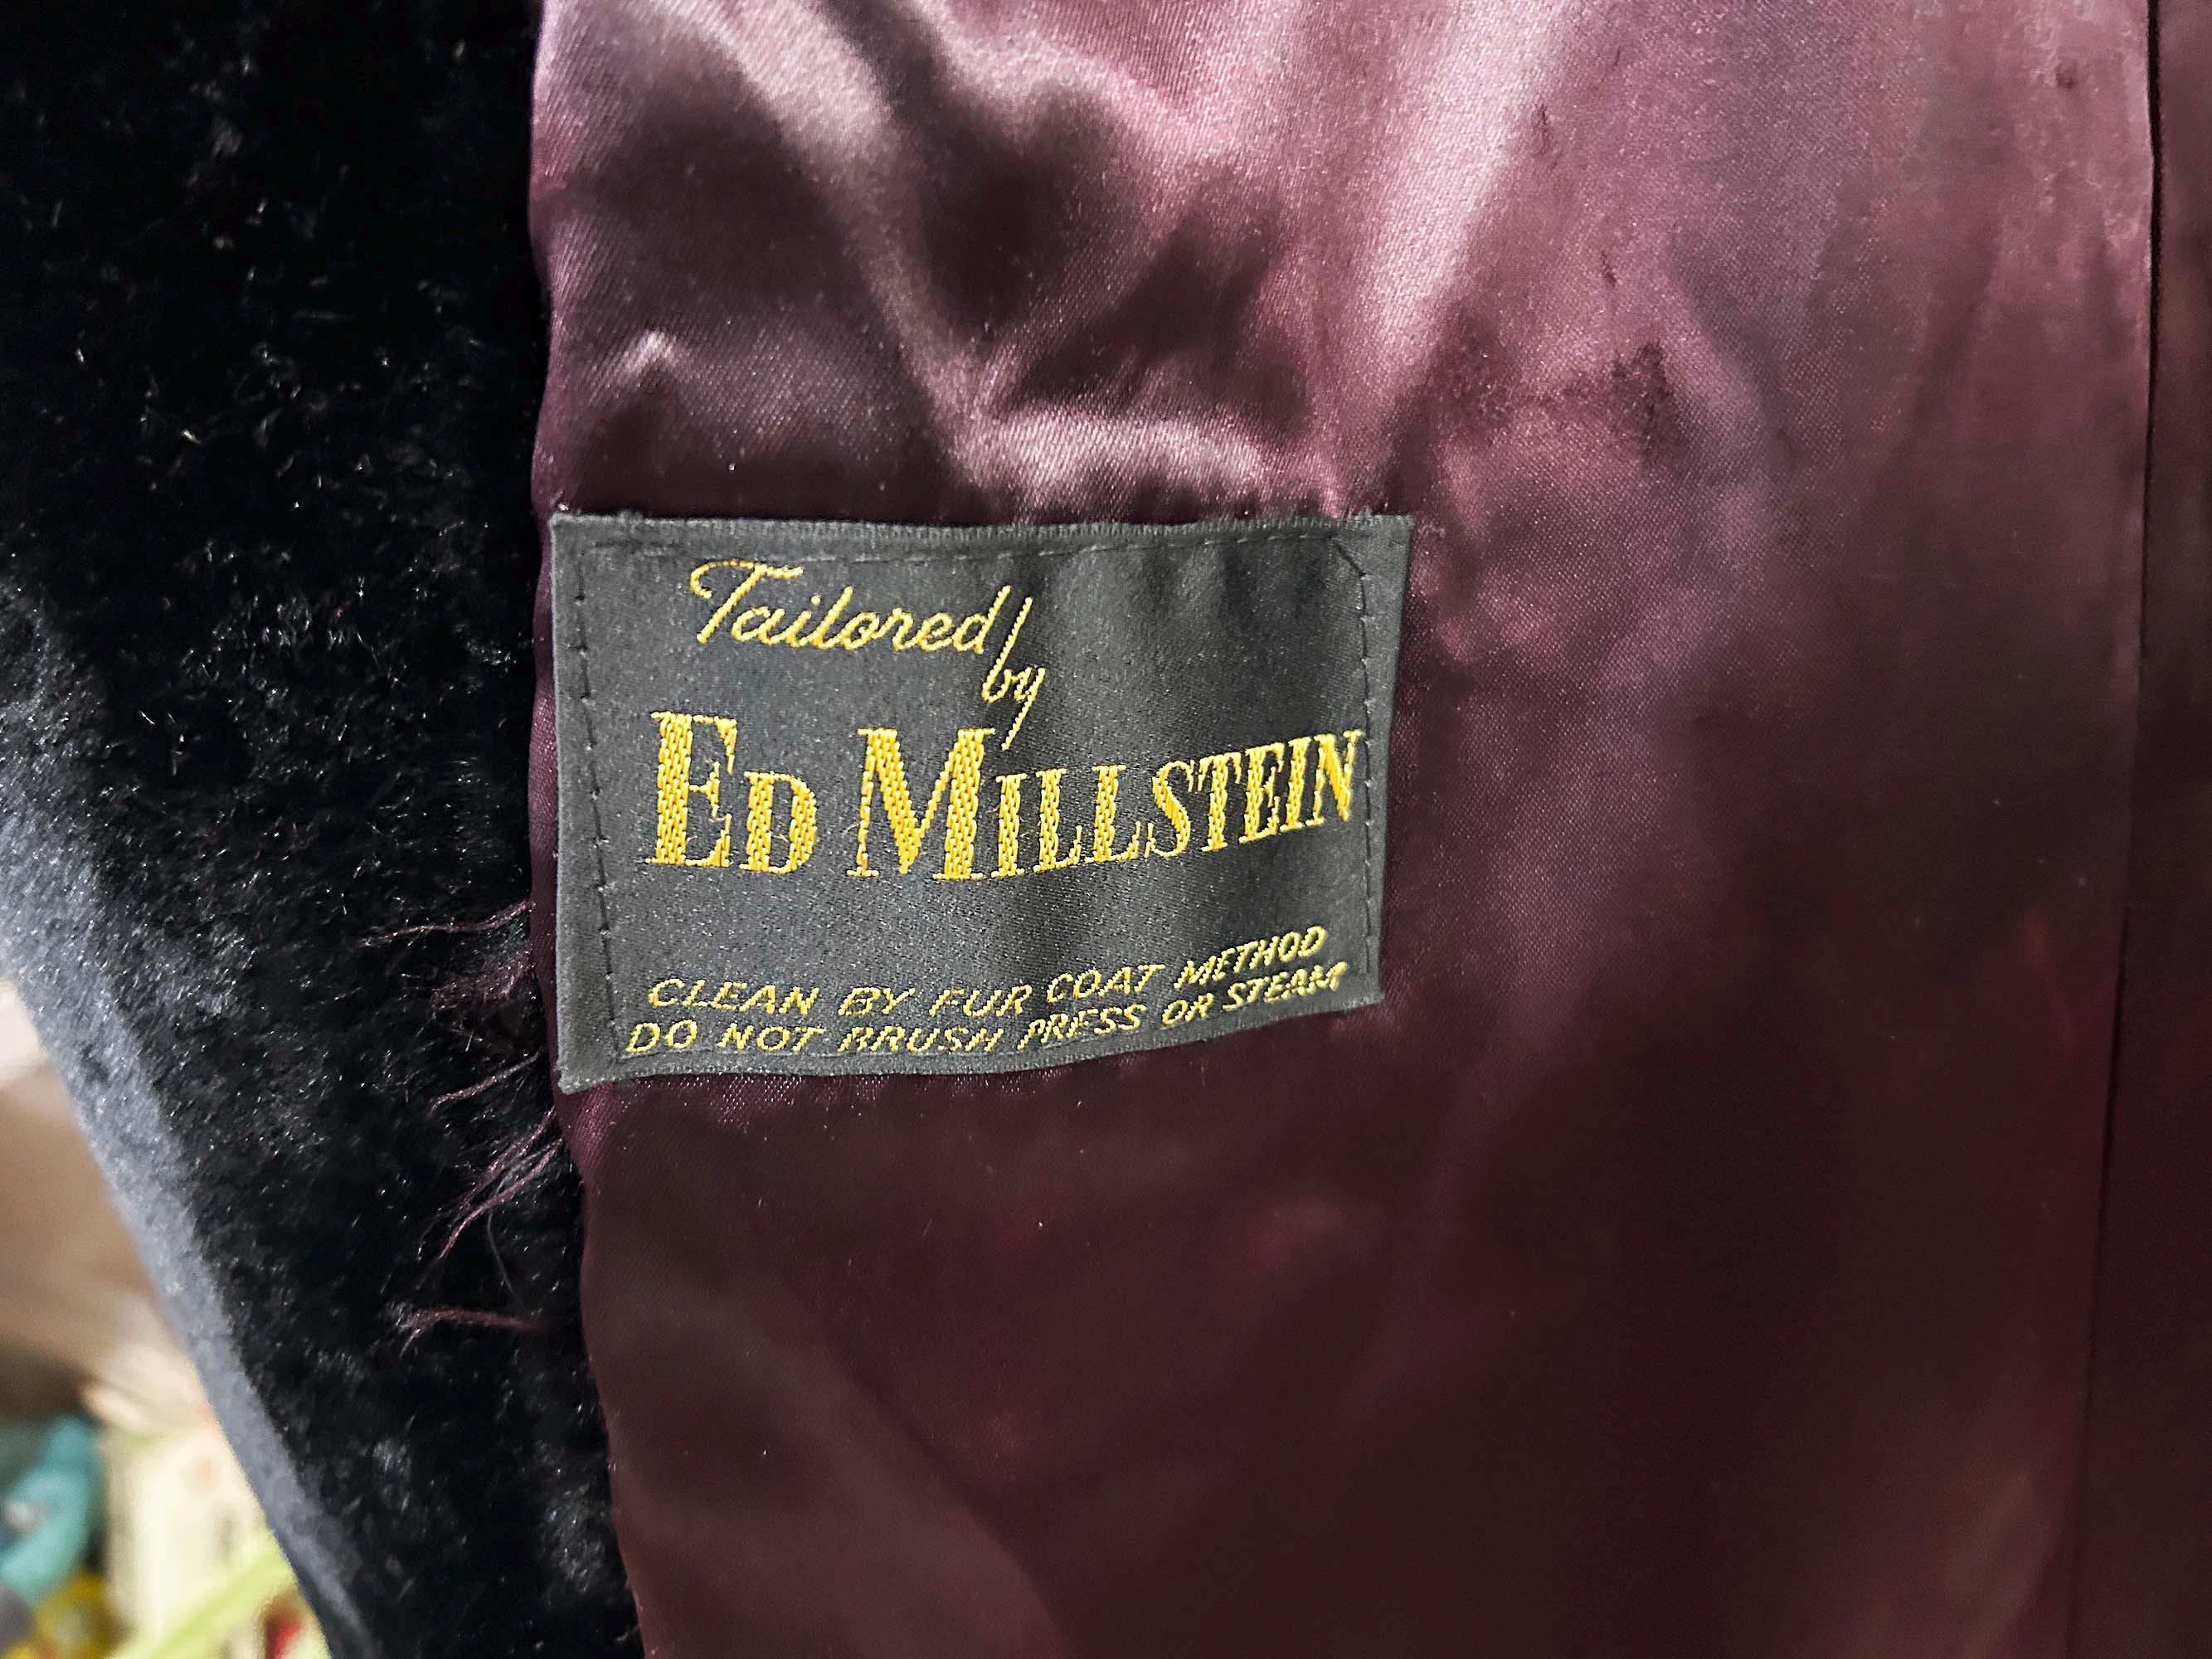 Tailored
by
ED MILLSTEIN
CLEAN BY FUR COAT METHOD
DO NOT BRUSH PRESS OR STEAM